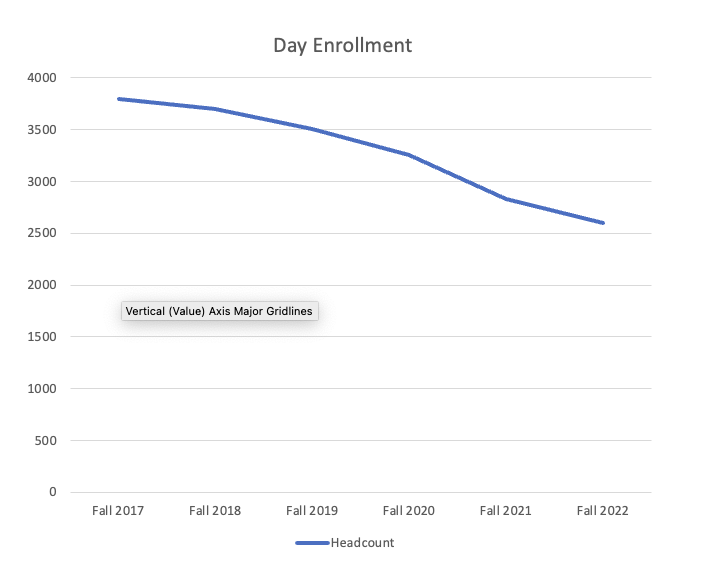 Day Enrollment
4000
3500
3000
2500
2000
Vertical (Value) Axis Major Gridlines
1500
1000
500
0
Fall 2017 Fall 2018 Fall 2019 Fall 2020 Fall 2021 Fall 2022
Headcount